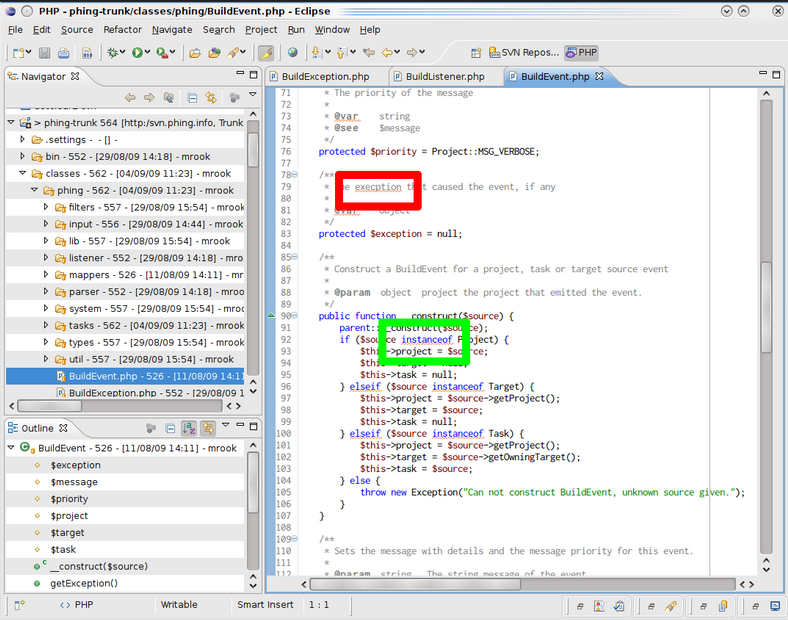 PHP - phing-trunk/classes/phing/BuildEvent.php - Eclipse
File Edit Source Refactor Navigate Search Project Run Window Help
SVN Repos... PHP
Navigator
> phing-trunk 564 [http:/svn.phing.info, Trunk
.settings - - [] -
bin - 552 - [29/08/09 14:18] - mrook
classes - 562 - [04/09/09 11:23] - mrook
phing - 562 - [04/09/09 11:23] - mrook
filters - 557 - [29/08/09 15:54] - mrook
input - 556 - [29/08/09 14:44] - mrook
lib - 557 - [29/08/09 15:54] - mrook
listener - 552 - [29/08/09 14:18] - mrook
mappers - 526 - [11/08/09 14:11] - mrook
parser - 552 - [29/08/09 14:18] - mrook
system - 557 - [29/08/09 15:54] - mrook
tasks - 562 - [04/09/09 11:23] - mrook
types - 557 - [29/08/09 15:54] - mrook
util - 557 - [29/08/09 15:54] - mrook
BuildEvent.php - 526 - [11/08/09 14:11
BuildException.php - 552 - [29/08/09
Outline
BuildEvent - 526 - [11/08/09 14:11] - mrook
$exception
$message
$priority
$project
$target
$task
__construct($source)
getException()
BuildException.php BuildListener.php BuildEvent.php
71 * The priority of the message
72 *
73 * @var string
74 * @see $message
75 */
76 protected $priority = Project::MSG_VERBOSE;
77
78 /**
79 * execption that caused the event, if any
80 *
81 * @var object
82 */
83 protected $exception = null;
84
85 /**
86 * Construct a BuildEvent for a project, task or target source event
87 *
88 * @param object project the project that emitted the event.
89 */
90 public function __construct($source) {
91 parent::__construct($source);
92 if ($source instanceof Project) {
93 $this->project = $source;
94 $this->target = null;
95 $this->task = null;
96 } elseif ($source instanceof Target) {
97 $this->project = $source->getProject();
98 $this->target = $source;
99 $this->task = null;
100 } elseif ($source instanceof Task) {
101 $this->project = $source->getProject();
102 $this->target = $source->getOwningTarget();
103 $this->task = $source;
104 } else {
105 throw new Exception("Can not construct BuildEvent, unknown source given.");
106 }
107 }
108
109 /**
110 * Sets the message with details and the message priority for this event.
111 *
112 * @param string The string message of the event
<> PHP Writable Smart Insert 1 : 1